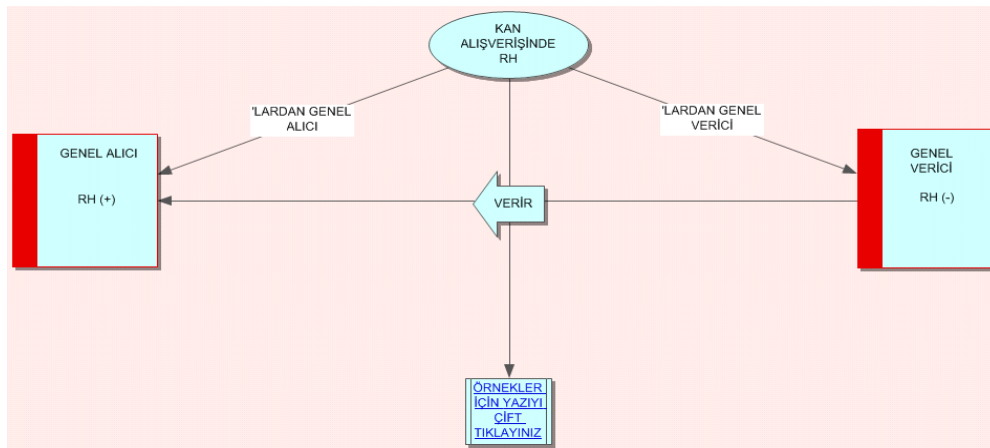 KAN
ALIŞVERİŞİNDE
RH
'LARDAN GENEL
ALICI
'LARDAN GENEL
VERİCİ
GENEL ALICI
RH (+)
VERİR
GENEL
VERİCİ
RH (-)
ÖRNEKLER
İÇİN YAZIYI
ÇİFT
TIKLAYINIZ